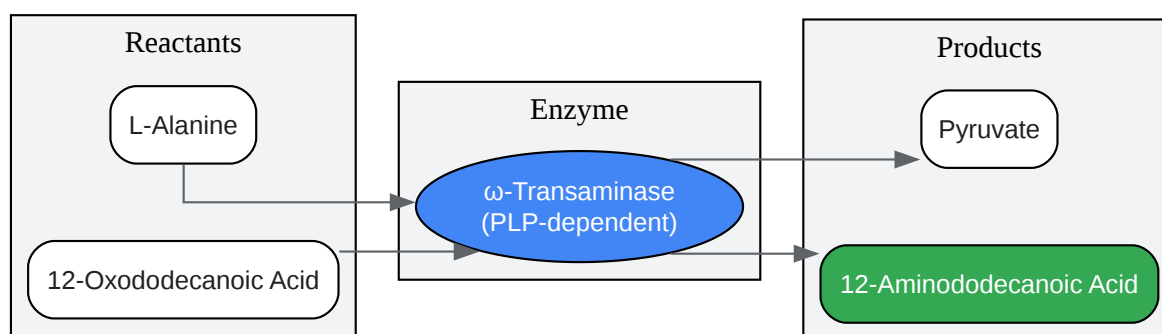 Reactants
L-Alanine
12-Oxododecanoic Acid
Enzyme
ω-Transaminase
(PLP-dependent)
Products
Pyruvate
12-Aminododecanoic Acid